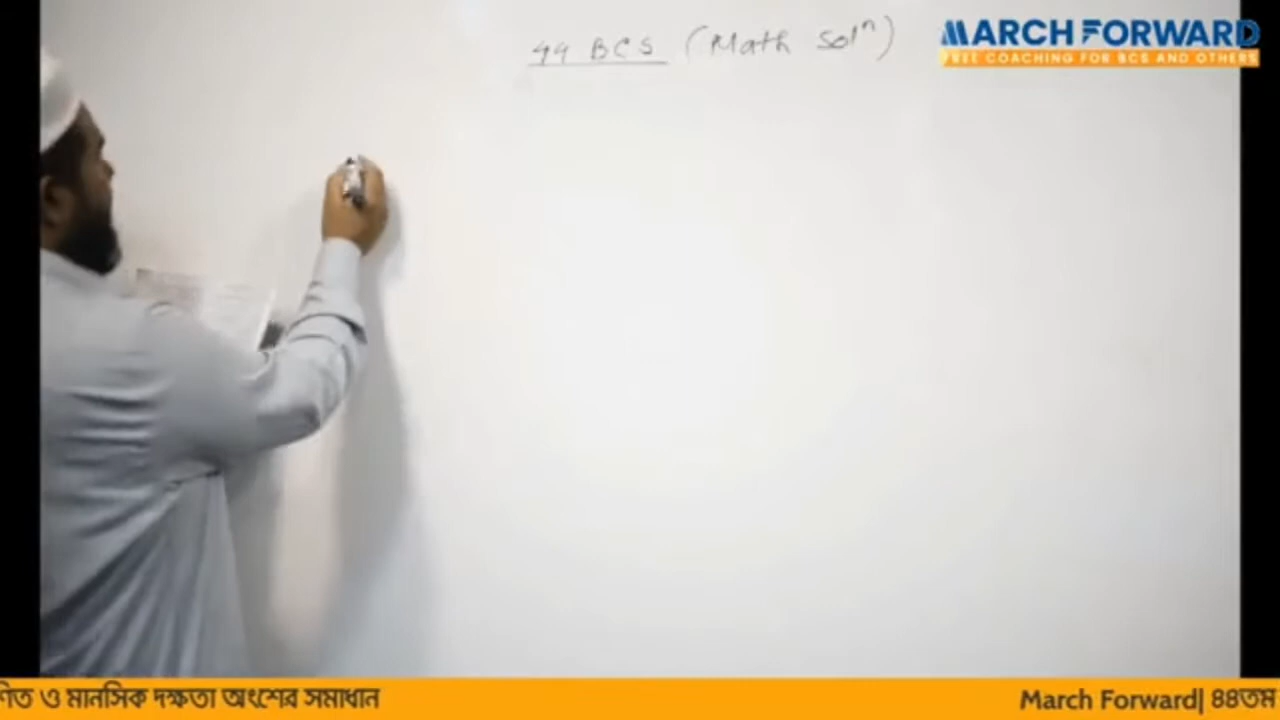 44 BCS (Math Solⁿ)
MARCH FORWARD
FREE COACHING FOR BCS AND OTHERS
ণিত ও মানসিক দক্ষতা অংশের সমাধান
March Forward| ৪৪তম